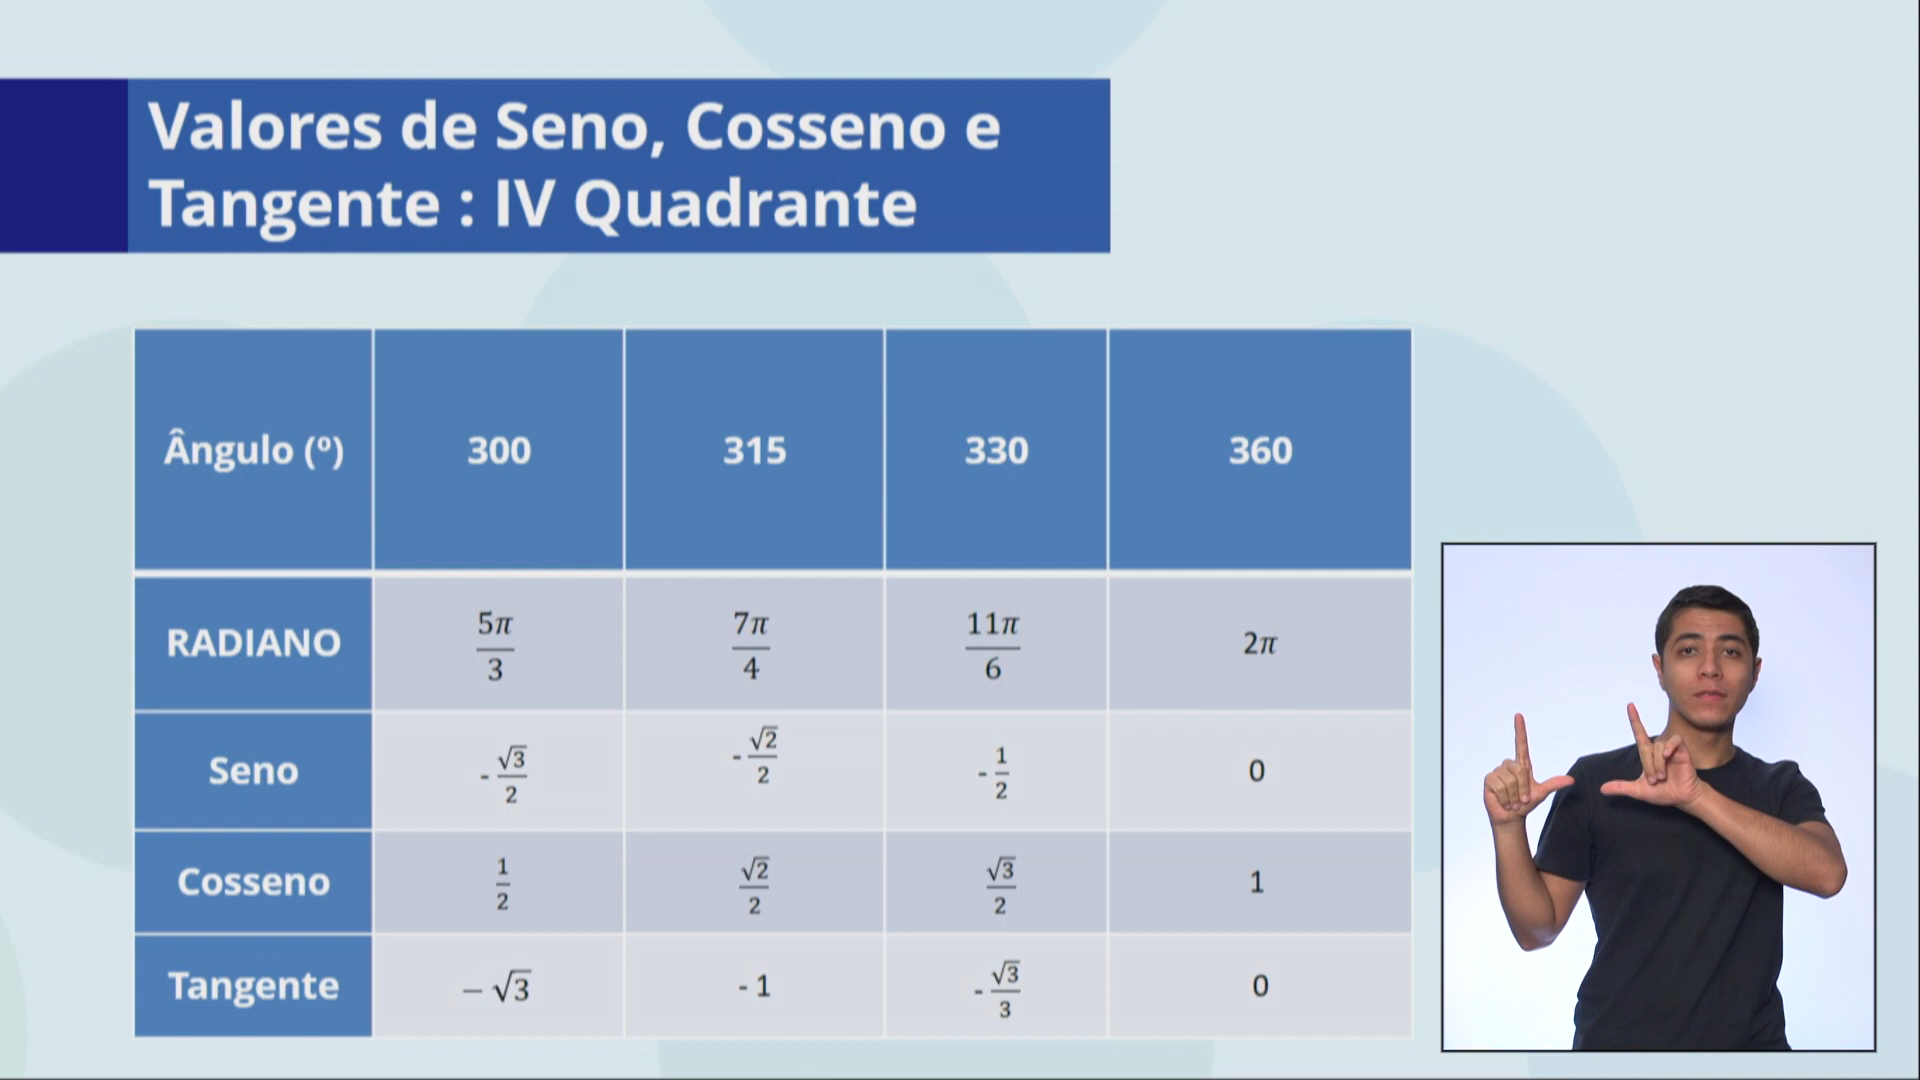 Valores de Seno, Cosseno e
Tangente : IV Quadrante
Ângulo (º) 300 315 330 360
RADIANO 5π/3 7π/4 11π/6 2π
Seno -√3/2 -√2/2 -1/2 0
Cosseno 1/2 √2/2 √3/2 1
Tangente −√3 - 1 -√3/3 0